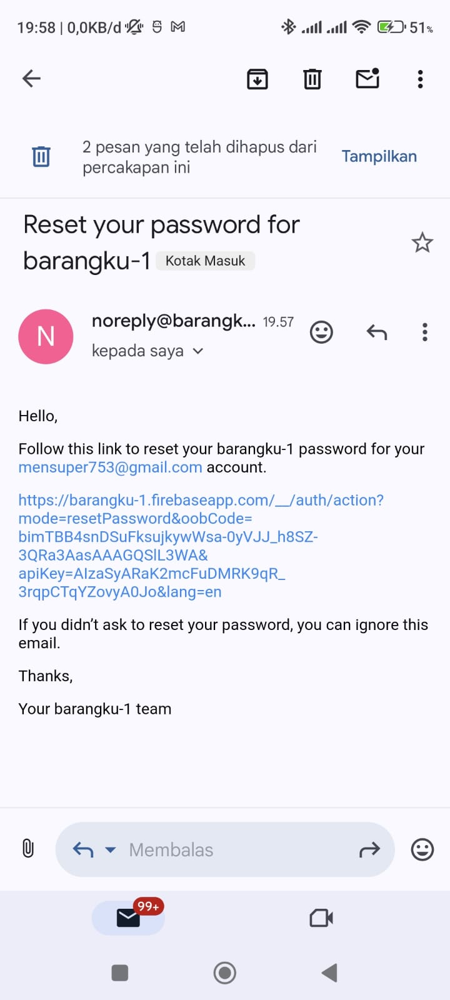 19:58 | 0,0KB/d
51%
2 pesan yang telah dihapus dari
percakapan ini
Tampilkan
Reset your password for
barangku-1 Kotak Masuk
N
noreply@barangk... 19.57
kepada saya
Hello,
Follow this link to reset your barangku-1 password for your
mensuper753@gmail.com account.
https://barangku-1.firebaseapp.com/__/auth/action?
mode=resetPassword&oobCode=
bimTBB4snDSuFksujkywWsa-0yVJJ_h8SZ-
3QRa3AasAAAGQSlL3WA&
apiKey=AIzaSyARaK2mcFuDMRK9qR_
3rqpCTqYZovyA0Jo&lang=en
If you didn’t ask to reset your password, you can ignore this
email.
Thanks,
Your barangku-1 team
Membalas
99+